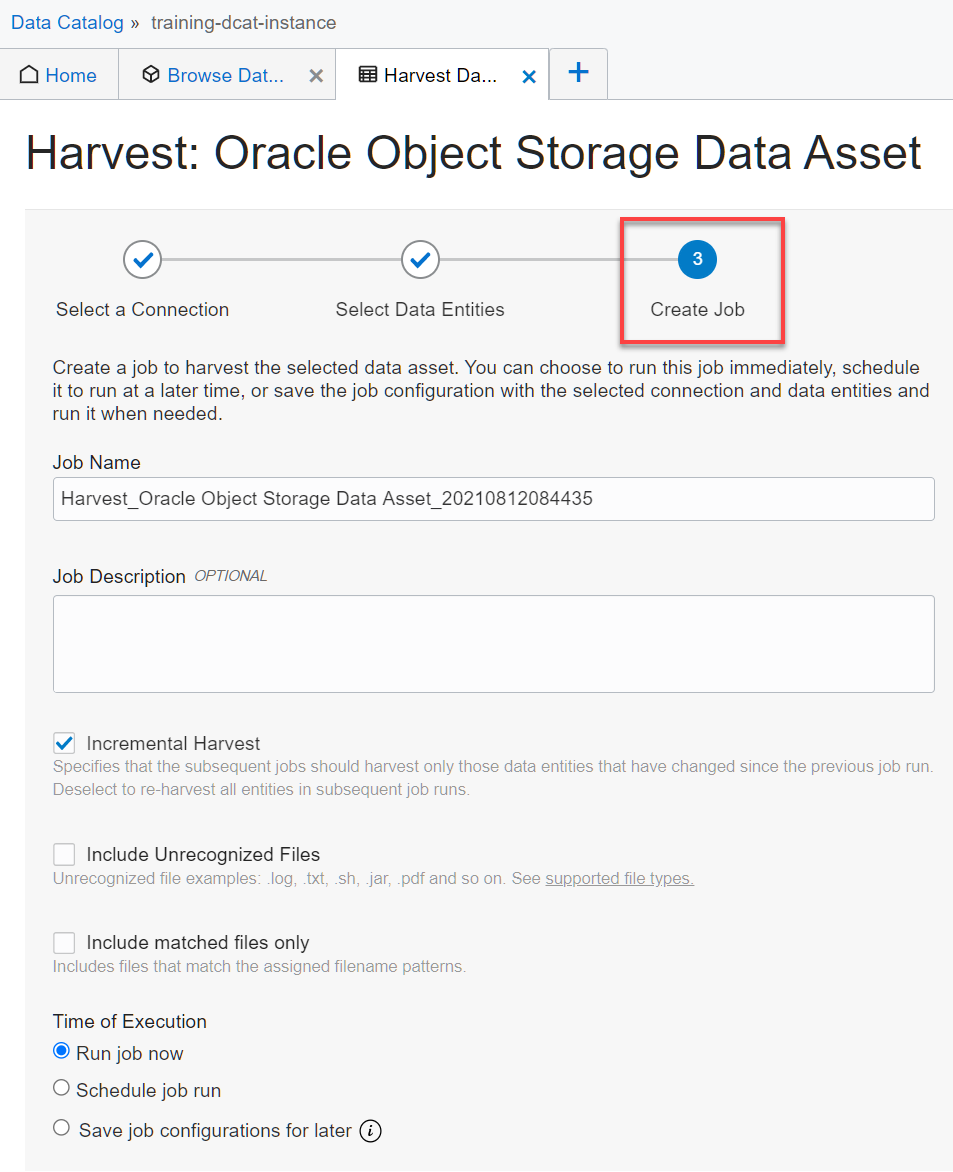 Data Catalog » training-dcat-instance
Home
Browse Dat...
Harvest Da...
Harvest: Oracle Object Storage Data Asset
3
Select a Connection
Select Data Entities
Create Job
Create a job to harvest the selected data asset. You can choose to run this job immediately, schedule
it to run at a later time, or save the job configuration with the selected connection and data entities and
run it when needed.
Job Name
Harvest_Oracle Object Storage Data Asset_20210812084435
Job Description OPTIONAL
Incremental Harvest
Specifies that the subsequent jobs should harvest only those data entities that have changed since the previous job run.
Deselect to re-harvest all entities in subsequent job runs.
Include Unrecognized Files
Unrecognized file examples: .log, .txt, .sh, .jar, .pdf and so on. See supported file types.
Include matched files only
Includes files that match the assigned filename patterns.
Time of Execution
Run job now
Schedule job run
Save job configurations for later